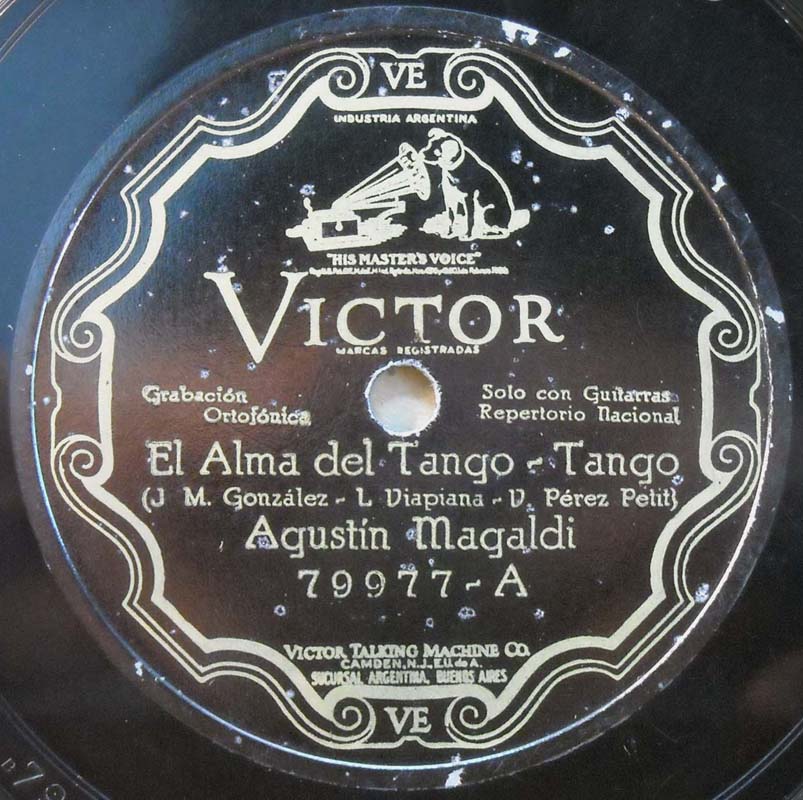 VE
INDUSTRIA ARGENTINA
"HIS MASTER'S VOICE"
VICTOR
MARCAS REGISTRADAS
Grabación
Ortofónica
Solo con Guitarras
Repertorio Nacional
El Alma del Tango - Tango
(J M. González - L Viapiana - V. Pérez Petit)
Agustín Magaldi
79977-A
VICTOR TALKING MACHINE CO.
CAMDEN, N.J., E.U. de A.
SUCURSAL ARGENTINA, BUENOS AIRES
VE